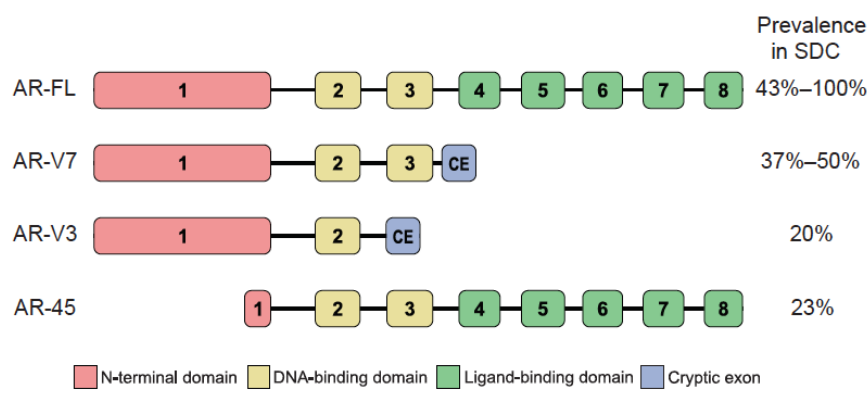 Prevalence
in SDC
AR-FL 1 2 3 4 5 6 7 8 43%–100%
AR-V7 1 2 3 CE 37%–50%
AR-V3 1 2 CE 20%
AR-45 1 2 3 4 5 6 7 8 23%
N-terminal domain DNA-binding domain Ligand-binding domain Cryptic exon